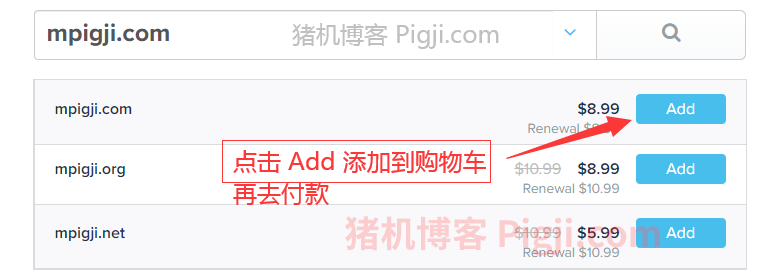 mpigji.com 猪机博客 Pigji.com
mpigji.com $8.99 Add
Renewal
点击 Add 添加到购物车
再去付款
mpigji.org $10.99 $8.99 Add
Renewal $10.99
mpigji.net $10.99 $5.99 Add
Renewal $10.99
猪机博客 Pigji.com